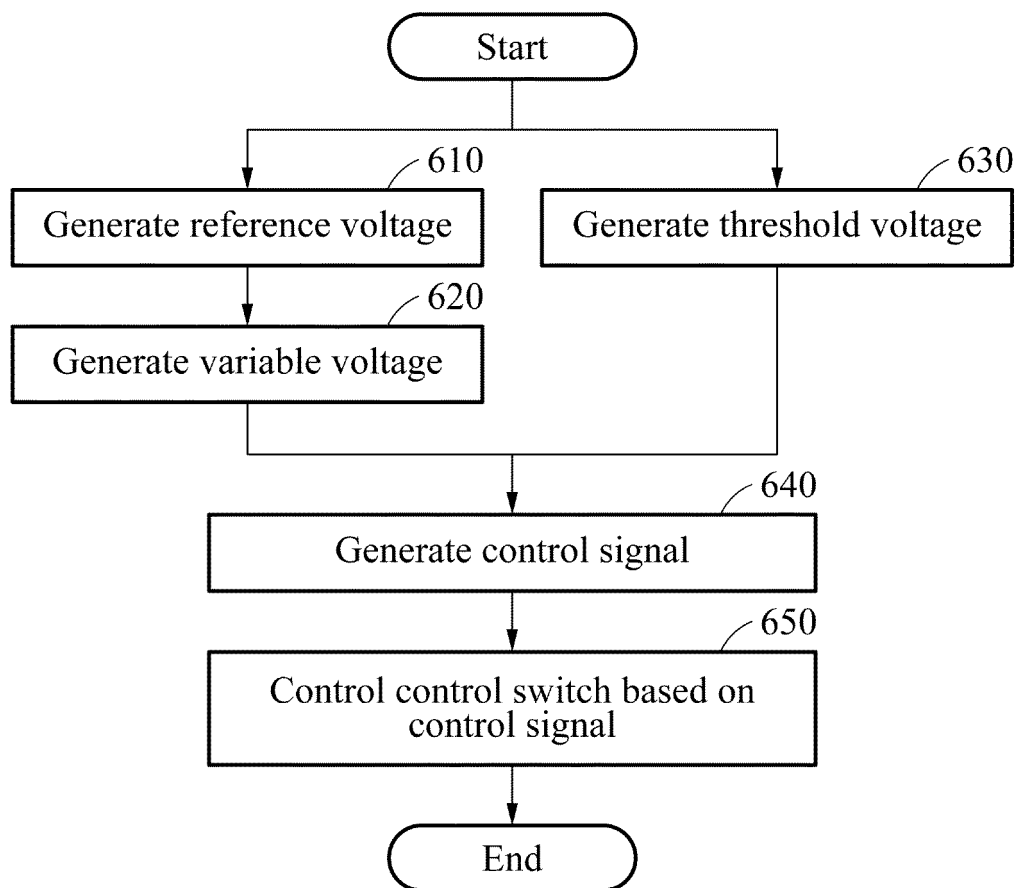 Start
610
Generate reference voltage
630
Generate threshold voltage
620
Generate variable voltage
640
Generate control signal
650
Control control switch based on
control signal
End